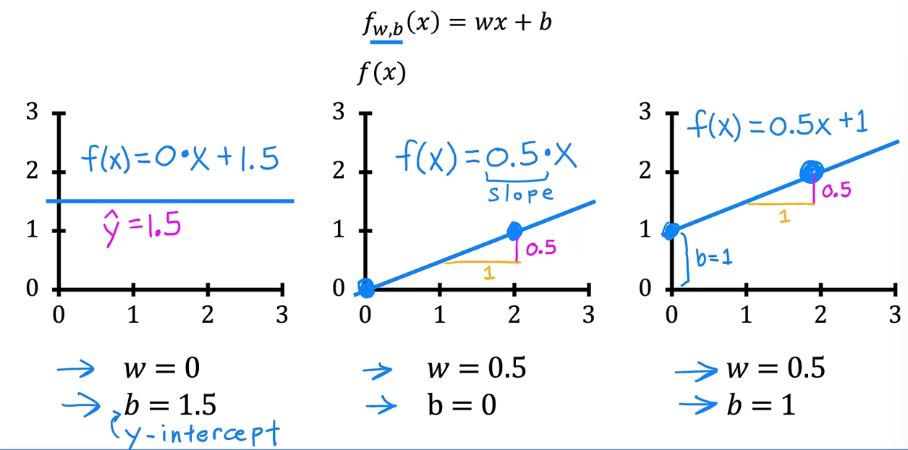 f_{w,b}(x) = wx + b
f(x)
3
2
1
0
0 1 2 3
f(x)=0•x+1.5
ŷ=1.5
→ w = 0
→ b = 1.5
y-intercept
3
2
1
0
0 1 2 3
f(x)=0.5•x
slope
0.5
1
→ w = 0.5
→ b = 0
3
2
1
0
0 1 2 3
f(x)=0.5x+1
0.5
1
b=1
→ w = 0.5
→ b = 1